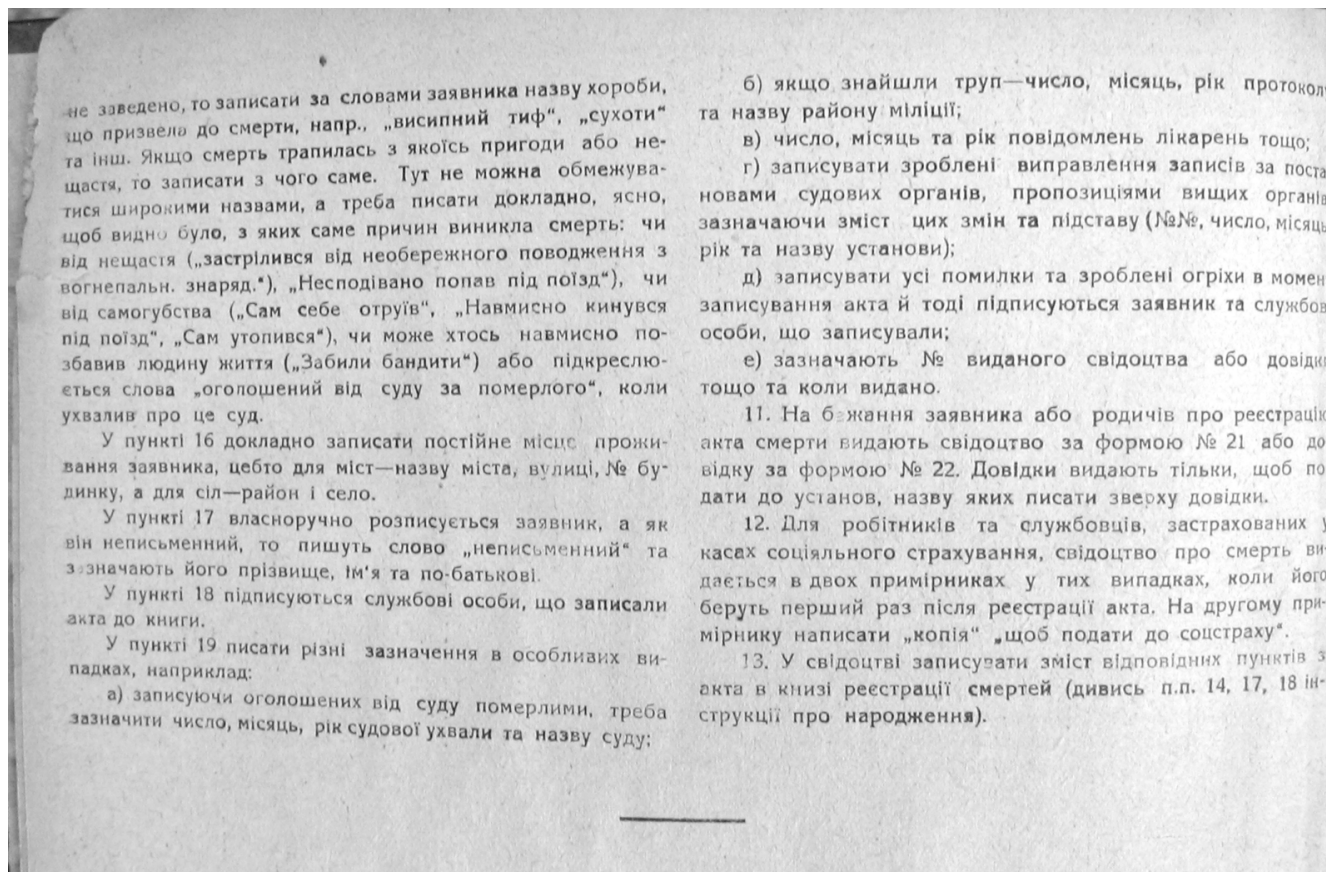 не заведено, то записати за словами заявника назву хороби,
що призвела до смерти, напр., „висипний тиф“, „сухоти“
та інш. Якщо смерть трапилась з якоїсь пригоди або не-
щастя, то записати з чого саме. Тут не можна обмежува-
тися широкими назвами, а треба писати докладно, ясно,
щоб видно було, з яких саме причин виникла смерть: чи
від нещастя („застрілився від необережного поводження з
вогнепальн. знаряд.“), „Несподівано попав під поїзд“), чи
від самогубства („Сам себе отруїв“, „Навмисно кинувся
під поїзд“, „Сам утопився“), чи може хтось навмисно по-
збавив людину життя („Забили бандити“) або підкреслю-
ється слова „оголошений від суду за померлого“, коли
ухвалив про це суд.
У пункті 16 докладно записати постійне місце прожи-
вання заявника, цебто для міст—назву міста, вулиці, № бу-
динку, а для сіл—район і село.
У пункті 17 власноручно розписується заявник, а як
він неписьменний, то пишуть слово „неписьменний“ та
зазначають його прізвище, ім'я та по-батькові.
У пункті 18 підписуються службові особи, що записали
акта до книги.
У пункті 19 писати різні зазначення в особливих ви-
падках, наприклад:
а) записуючи оголошених від суду померлими, треба
зазначити число, місяць, рік судової ухвали та назву суду;
б) якщо знайшли труп—число, місяць, рік протокол
та назву району міліції;
в) число, місяць та рік повідомлень лікарень тощо;
г) записувати зроблені виправлення записів за поста
новами судових органів, пропозиціями вищих органів
зазначаючи зміст цих змін та підставу (№№, число, місяць
рік та назву установи);
д) записувати усі помилки та зроблені огріхи в момен
записування акта й тоді підписуються заявник та службов
особи, що записували;
е) зазначають № виданого свідоцтва або довідк
тощо та коли видано.
11. На бажання заявника або родичів про реєстрацію
акта смерти видають свідоцтво за формою № 21 або до
відку за формою № 22. Довідки видають тільки, щоб по
дати до установ, назву яких писати зверху довідки.
12. Для робітників та службовців, застрахованих у
касах соціяльного страхування, свідоцтво про смерть ви-
дається в двох примірниках у тих випадках, коли його
беруть перший раз після реєстрації акта. На другому при-
мірнику написати „копія“ „щоб подати до соцстраху“.
13. У свідоцтві записувати зміст відповідних пунктів з
акта в книзі реєстрації смертей (дивись п.п. 14, 17, 18 ін-
струкції про народження).